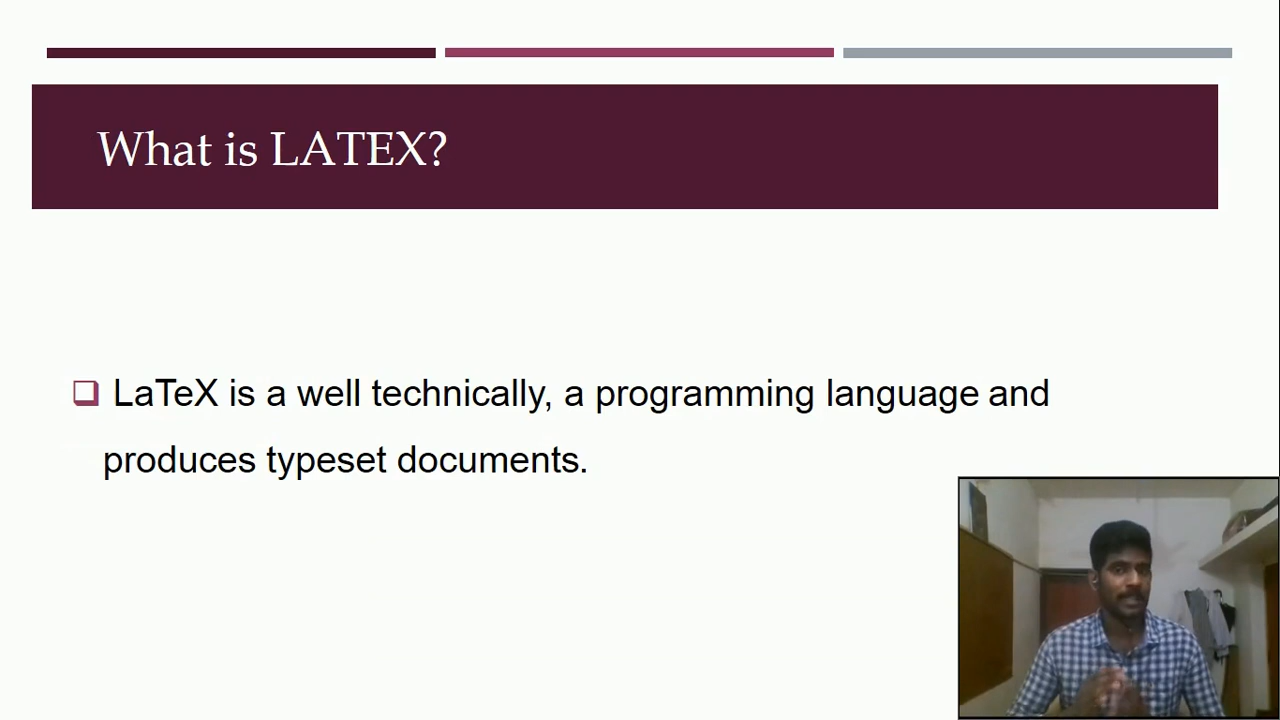 What is LATEX?
LaTeX is a well technically, a programming language and
produces typeset documents.